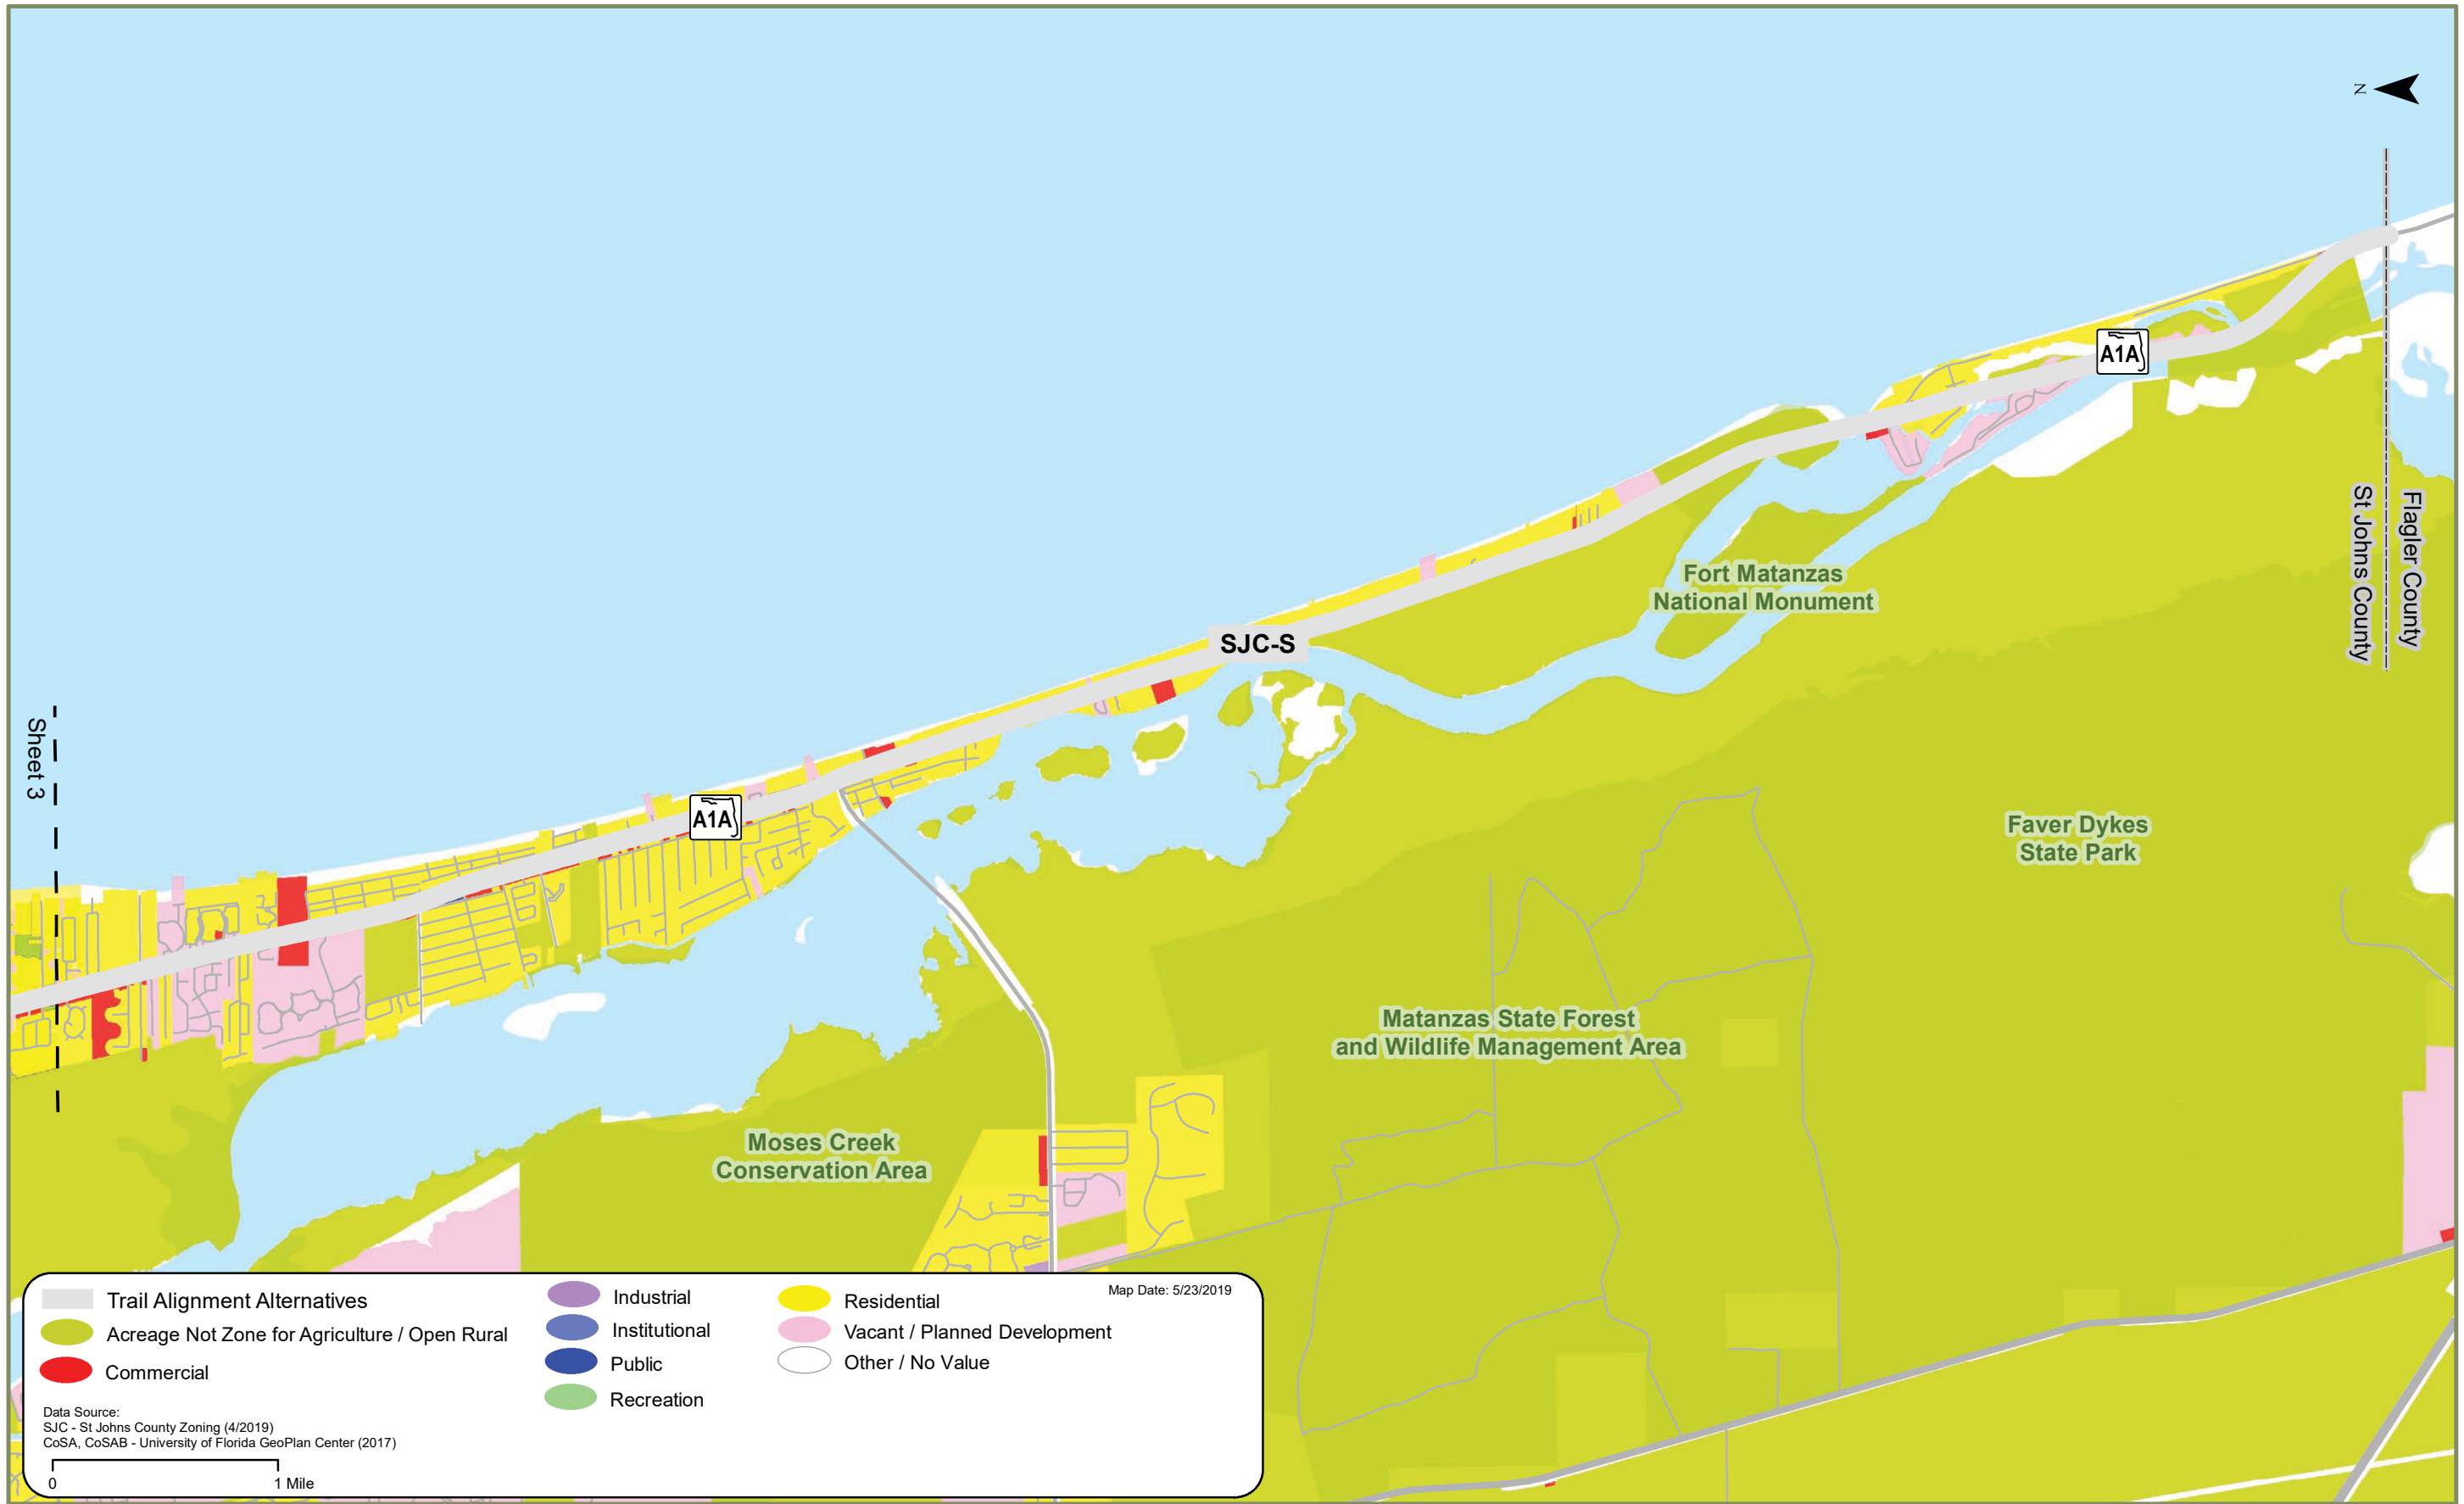 N
A1A
St Johns County
Flagler County
Fort Matanzas
National Monument
SJC-S
Sheet 3
A1A
Faver Dykes
State Park
Matanzas State Forest
and Wildlife Management Area
Moses Creek
Conservation Area
Trail Alignment Alternatives
Acreage Not Zone for Agriculture / Open Rural
Commercial
Industrial
Institutional
Public
Recreation
Residential
Vacant / Planned Development
Other / No Value
Map Date: 5/23/2019
Data Source:
SJC - St Johns County Zoning (4/2019)
CoSA, CoSAB - University of Florida GeoPlan Center (2017)
0 1 Mile